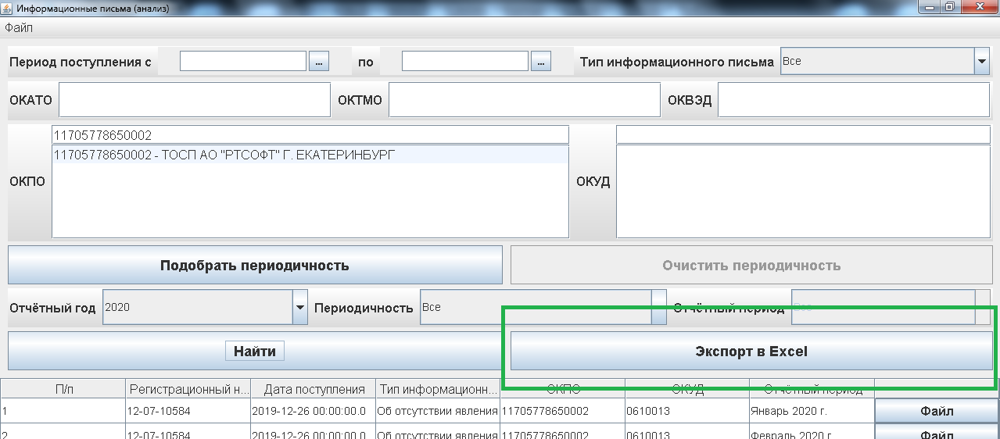 Информационные письма (анализ)
Файл
Период поступления с ... по ... Тип информационного письма Все
ОКАТО ОКТМО ОКВЭД
11705778650002
11705778650002 - ТОСП АО "РТСОФТ" Г. ЕКАТЕРИНБУРГ
ОКПО ОКУД
Подобрать периодичность Очистить периодичность
Отчётный год 2020 Периодичность Все Отчётный период Все
Найти Экспорт в Excel
П/п Регистрационный н... Дата поступления Тип информационн... ОКПО ОКУД Отчётный период
1 12-07-10584 2019-12-26 00:00:00.0 Об отсутствии явления 11705778650002 0610013 Январь 2020 г. Файл
2 12-07-10584 2019-12-26 00:00:00.0 Об отсутствии явления 11705778650002 0610013 Февраль 2020 г. Файл